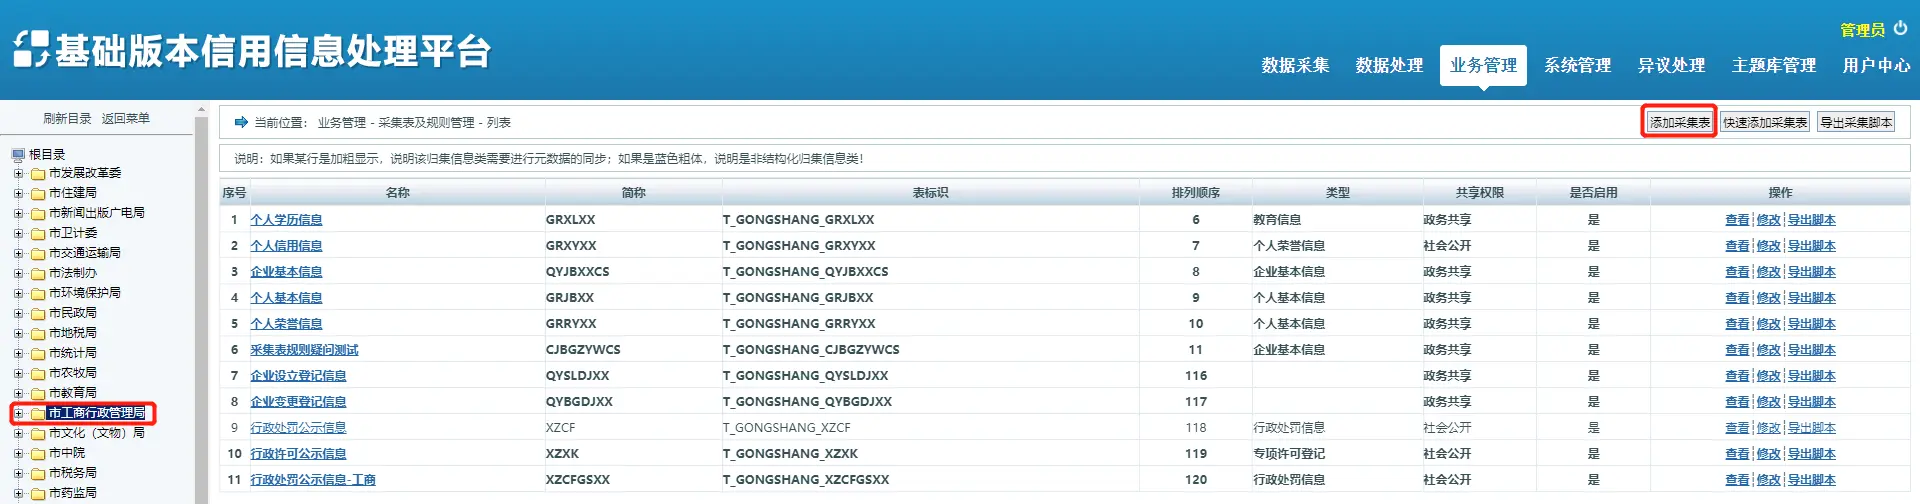 基础版本信用信息处理平台
管理员
数据采集 数据处理 业务管理 系统管理 异议处理 主题库管理 用户中心
刷新目录 返回菜单
根目录
市发展改革委
市住建局
市新闻出版广电局
市卫计委
市交通运输局
市法制办
市环境保护局
市民政局
市地税局
市统计局
市农牧局
市教育局
市工商行政管理局
市文化（文物）局
市中院
市税务局
市药监局
当前位置： 业务管理 - 采集表及规则管理 - 列表
添加采集表 快速添加采集表 导出采集脚本
说明：如果某行是加粗显示，说明该归集信息类需要进行元数据的同步；如果是蓝色粗体，说明是非结构化归集信息类！
序号 名称 简称 表标识 排列顺序 类型 共享权限 是否启用 操作
1 个人学历信息 GRXLXX T_GONGSHANG_GRXLXX 6 教育信息 政务共享 是 查看 修改 导出脚本
2 个人信用信息 GRXYXX T_GONGSHANG_GRXYXX 7 个人荣誉信息 社会公开 是 查看 修改 导出脚本
3 企业基本信息 QYJBXXCS T_GONGSHANG_QYJBXXCS 8 企业基本信息 政务共享 是 查看 修改 导出脚本
4 个人基本信息 GRJBXX T_GONGSHANG_GRJBXX 9 个人基本信息 政务共享 是 查看 修改 导出脚本
5 个人荣誉信息 GRRYXX T_GONGSHANG_GRRYXX 10 个人基本信息 政务共享 是 查看 修改 导出脚本
6 采集表规则疑问测试 CJBGZYWCS T_GONGSHANG_CJBGZYWCS 11 企业基本信息 政务共享 是 查看 修改 导出脚本
7 企业设立登记信息 QYSLDJXX T_GONGSHANG_QYSLDJXX 116 政务共享 是 查看 修改 导出脚本
8 企业变更登记信息 QYBGDJXX T_GONGSHANG_QYBGDJXX 117 政务共享 是 查看 修改 导出脚本
9 行政处罚公示信息 XZCF T_GONGSHANG_XZCF 118 行政处罚信息 社会公开 是 查看 修改 导出脚本
10 行政许可公示信息 XZXK T_GONGSHANG_XZXK 119 专项许可登记 社会公开 是 查看 修改 导出脚本
11 行政处罚公示信息-工商 XZCFGSXX T_GONGSHANG_XZCFGSXX 120 行政处罚信息 社会公开 是 查看 修改 导出脚本